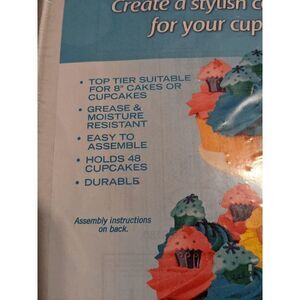 Create a stylish
for your cup
• TOP TIER SUITABLE
FOR 8" CAKES OR
CUPCAKES
• GREASE &
MOISTURE
RESISTANT
• EASY TO
ASSEMBLE
• HOLDS 48
CUPCAKES
• DURABLE
Assembly instructions
on back.